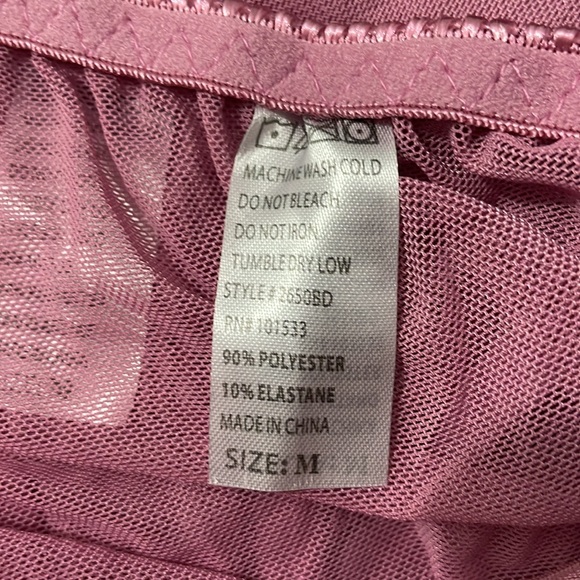 MACHINE WASH COLD
DO NOT BLEACH
DO NOT IRON
TUMBLE DRY LOW
STYLE # 2650BD
RN# 101533
90% POLYESTER
10% ELASTANE
MADE IN CHINA
SIZE: M